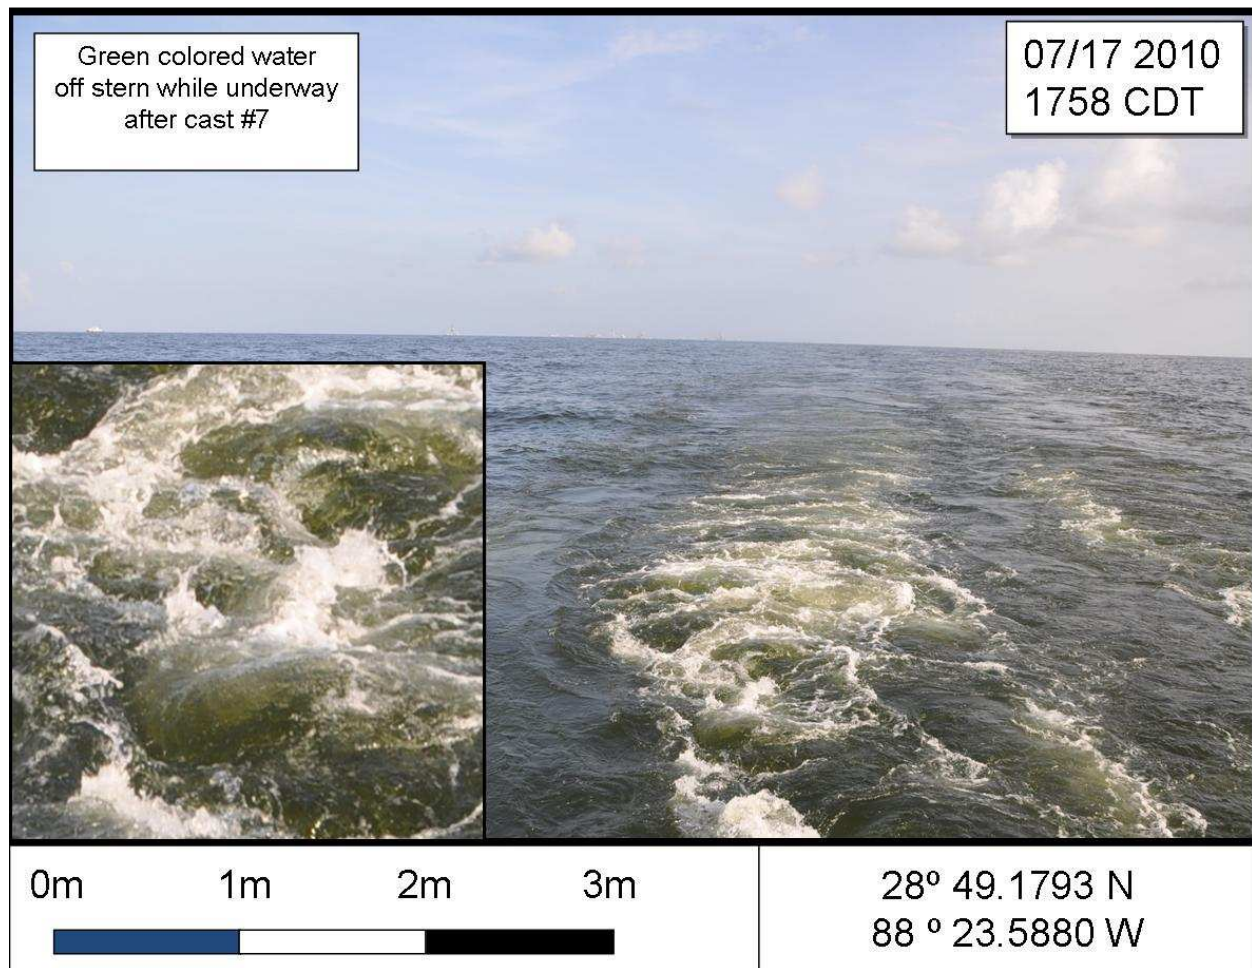 Green colored water
off stern while underway
after cast #7
07/17 2010
1758 CDT
0m 1m 2m 3m
28º 49.1793 N
88 º 23.5880 W